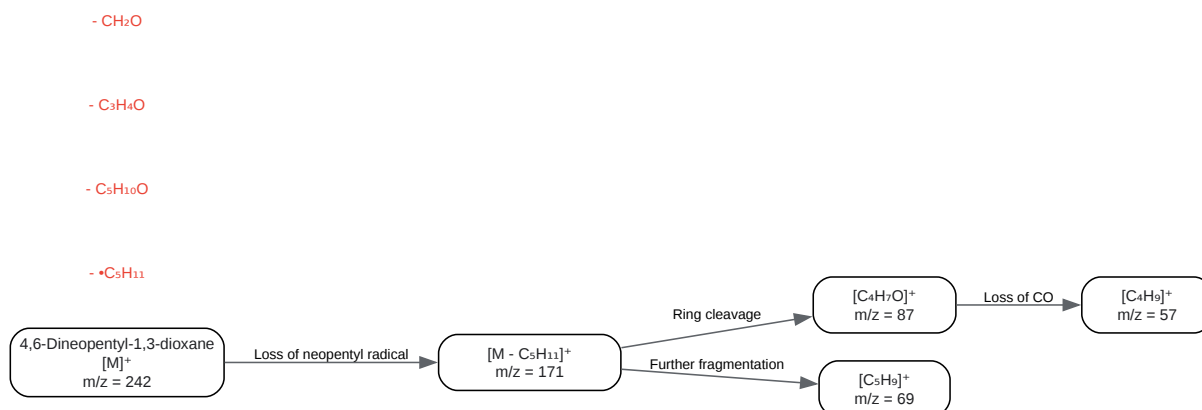 - CH₂O
- C₃H₄O
- C₅H₁₀O
- •C₅H₁₁
4,6-Dineopentyl-1,3-dioxane
[M]⁺
m/z = 242
Loss of neopentyl radical
[M - C₅H₁₁]⁺
m/z = 171
Ring cleavage
Further fragmentation
[C₄H₇O]⁺
m/z = 87
Loss of CO
[C₄H₉]⁺
m/z = 57
[C₅H₉]⁺
m/z = 69